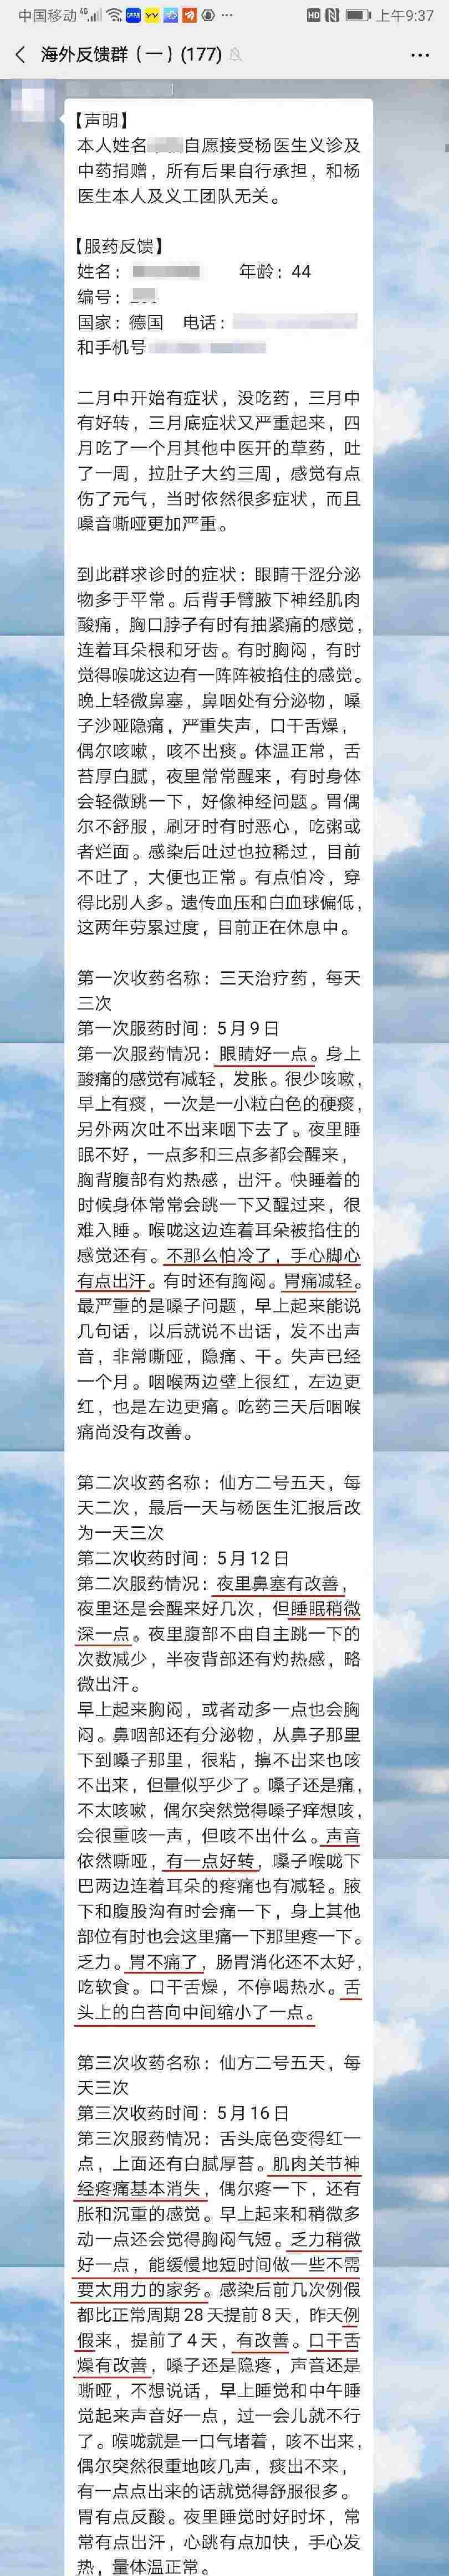 中国移动 4G
HD
上午9:37
海外反馈群（一）(177)
【声明】
本人姓名 自愿接受杨医生义诊及
中药捐赠，所有后果自行承担，和杨
医生本人及义工团队无关。
【服药反馈】
姓名： 年龄：44
编号：
国家：德国 电话：
和手机号
二月中开始有症状，没吃药，三月中
有好转，三月底症状又严重起来，四
月吃了一个月其他中医开的草药，吐
了一周，拉肚子大约三周，感觉有点
伤了元气，当时依然很多症状，而且
嗓音嘶哑更加严重。
到此群求诊时的症状：眼睛干涩分泌
物多于平常。后背手臂腋下神经肌肉
酸痛，胸口脖子有时有抽紧痛的感觉，
连着耳朵根和牙齿。有时胸闷，有时
觉得喉咙这边有一阵阵被掐住的感觉。
晚上轻微鼻塞，鼻咽处有分泌物，嗓
子沙哑隐痛，严重失声，口干舌燥，
偶尔咳嗽，咳不出痰。体温正常，舌
苔厚白腻，夜里常常醒来，有时身体
会轻微跳一下，好像神经问题。胃偶
尔不舒服，刷牙时有时恶心，吃粥或
者烂面。感染后吐过也拉稀过，目前
不吐了，大便也正常。有点怕冷，穿
得比别人多。遗传血压和白血球偏低，
这两年劳累过度，目前正在休息中。
第一次收药名称：三天治疗药，每天
三次
第一次服药时间：5月9日
第一次服药情况：眼睛好一点。身上
酸痛的感觉有减轻，发胀。很少咳嗽，
早上有痰，一次是一小粒白色的硬痰，
另外两次吐不出来咽下去了。夜里睡
眠不好，一点多和三点多都会醒来，
胸背腹部有灼热感，出汗。快睡着的
时候身体常常会跳一下又醒过来，很
难入睡。喉咙这边连着耳朵被掐住的
感觉还有。不那么怕冷了，手心脚心
有点出汗。有时还有胸闷。胃痛减轻。
最严重的是嗓子问题，早上起来能说
几句话，以后就说不出话，发不出声
音，非常嘶哑，隐痛、干。失声已经
一个月。咽喉两边壁上很红，左边更
红，也是左边更痛。吃药三天后咽喉
痛尚没有改善。
第二次收药名称：仙方二号五天，每
天二次，最后一天与杨医生汇报后改
为一天三次
第二次收药时间：5月12日
第二次服药情况：夜里鼻塞有改善，
夜里还是会醒来好几次，但睡眠稍微
深一点。夜里腹部不由自主跳一下的
次数减少，半夜背部还有灼热感，略
微出汗。
早上起来胸闷，或者动多一点也会胸
闷。鼻咽部还有分泌物，从鼻子那里
下到嗓子那里，很粘，擤不出来也咳
不出来，但量似乎少了。嗓子还是痛，
不太咳嗽，偶尔突然觉得嗓子痒想咳，
会很重咳一声，但咳不出什么。声音
依然嘶哑，有一点好转，嗓子喉咙下
巴两边连着耳朵的疼痛也有减轻。腋
下和腹股沟有时会痛一下，身上其他
部位有时也会这里痛一下那里疼一下。
乏力。胃不痛了，肠胃消化还不太好，
吃软食。口干舌燥，不停喝热水。舌
头上的白苔向中间缩小了一点。
第三次收药名称：仙方二号五天，每
天三次
第三次收药时间：5月16日
第三次服药情况：舌头底色变得红一
点，上面还有白腻厚苔。肌肉关节神
经疼痛基本消失，偶尔疼一下，还有
胀和沉重的感觉。早上起来和稍微多
动一点还会觉得胸闷气短。乏力稍微
好一点，能缓慢地短时间做一些不需
要太用力的家务。感染后前几次例假
都比正常周期28天提前8天，昨天例
假来，提前了4天，有改善。口干舌
燥有改善，嗓子还是隐疼，声音还是
嘶哑，不想说话，早上睡觉和中午睡
觉起来声音好一点，过一会儿就不行
了。喉咙就是一口气堵着，咳不出来，
偶尔突然很重地咳几声，痰出不来，
有一点点出来的话就觉得舒服很多。
胃有点反酸。夜里睡觉时好时坏，常
常有点出汗，心跳有点加快，手心发
热，量体温正常。